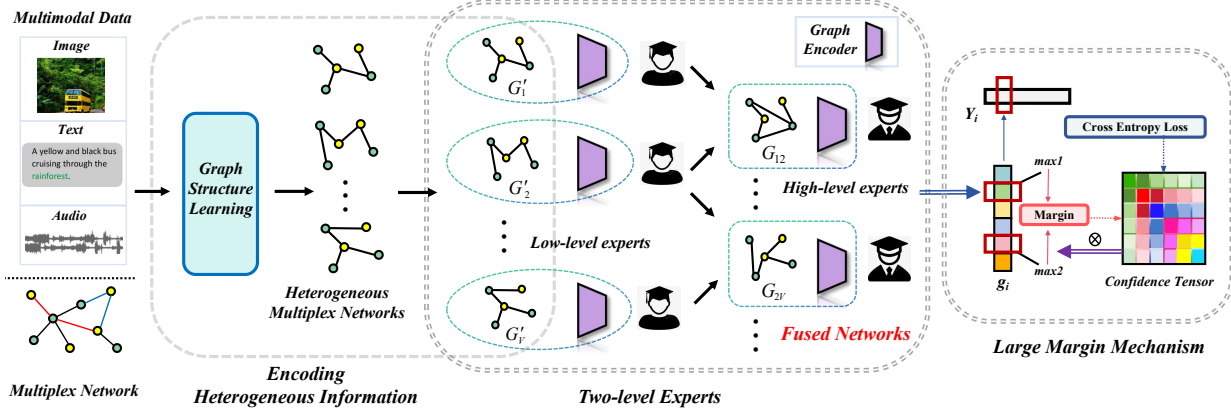 Multimodal Data
Image
Text
A yellow and black bus
cruising through the
rainforest.
Audio
Multiplex Network
Graph
Structure
Learning
Heterogeneous
Multiplex Networks
Encoding
Heterogeneous Information
G′1
G′2
G′V
Low-level experts
Graph
Encoder
G12
High-level experts
G2V
Fused Networks
Two-level Experts
Yi
Cross Entropy Loss
max1
Margin
max2
gi
Confidence Tensor
Large Margin Mechanism